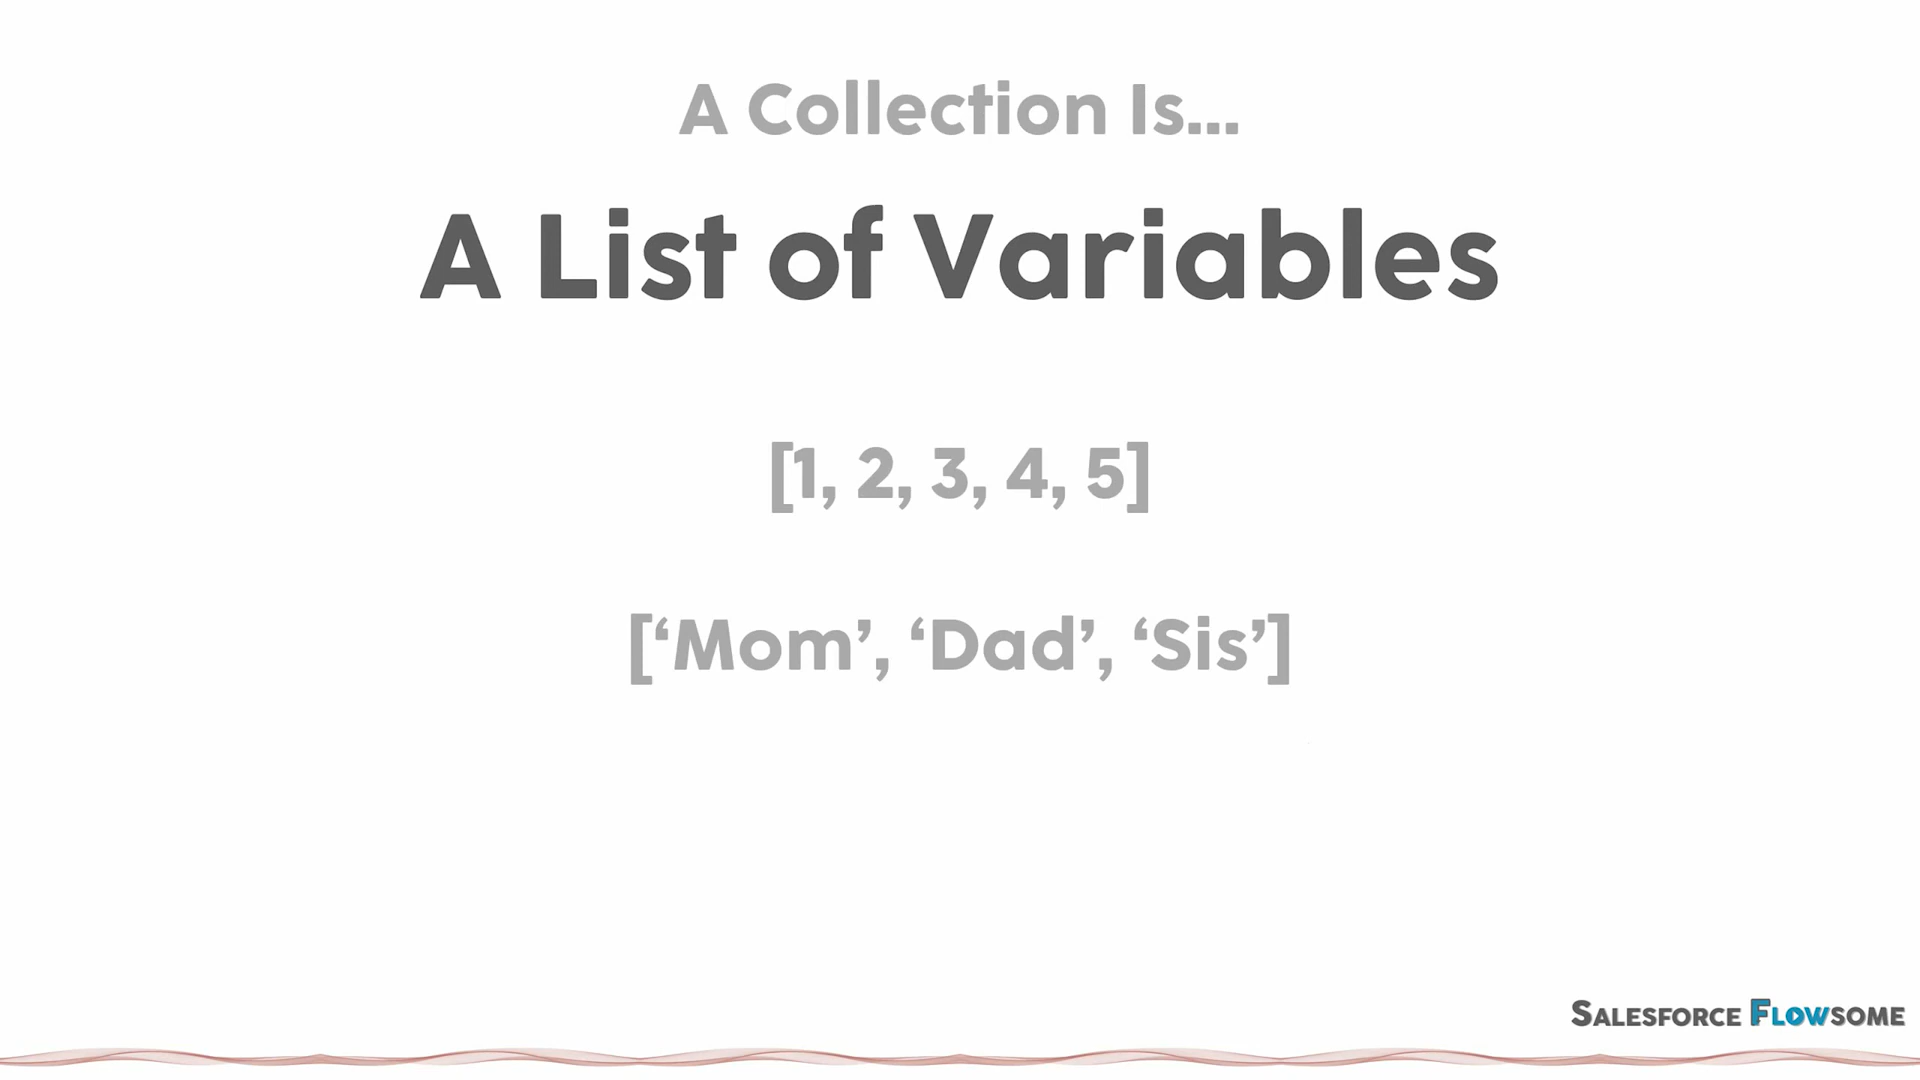 A Collection Is...
A List of Variables
[1, 2, 3, 4, 5]
[‘Mom’, ‘Dad’, ‘Sis’]
SALESFORCE FLOWSOME